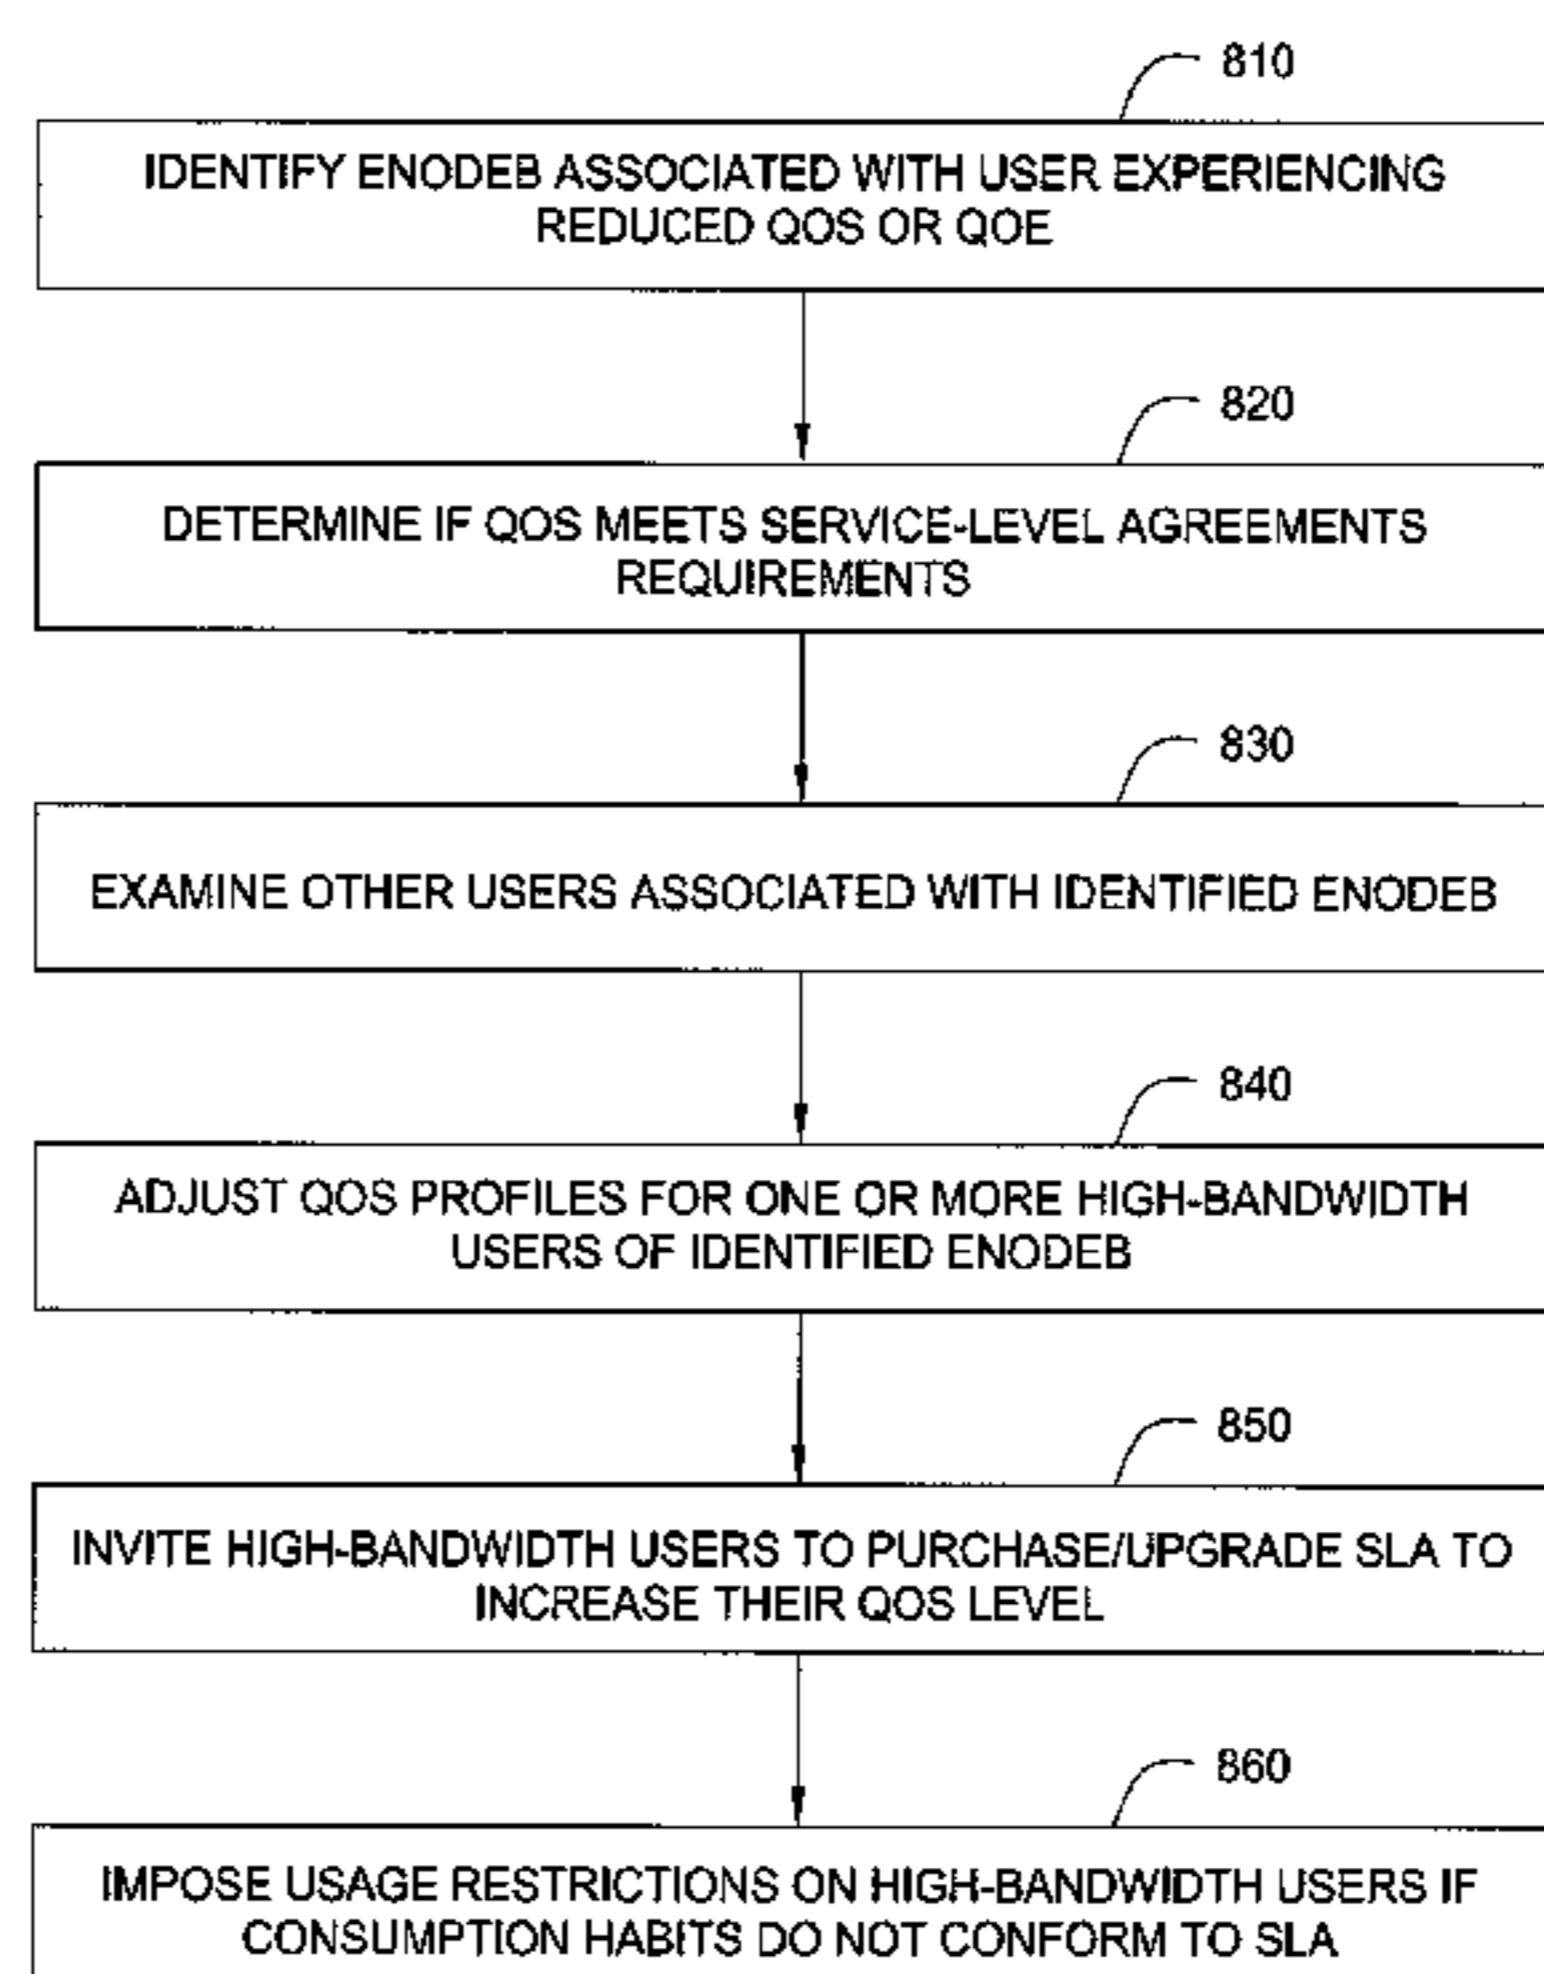 810
IDENTIFY ENODEB ASSOCIATED WITH USER EXPERIENCING
REDUCED QOS OR QOE
820
DETERMINE IF QOS MEETS SERVICE-LEVEL AGREEMENTS
REQUIREMENTS
830
EXAMINE OTHER USERS ASSOCIATED WITH IDENTIFIED ENODEB
840
ADJUST QOS PROFILES FOR ONE OR MORE HIGH-BANDWIDTH
USERS OF IDENTIFIED ENODEB
850
INVITE HIGH-BANDWIDTH USERS TO PURCHASE/UPGRADE SLA TO
INCREASE THEIR QOS LEVEL
860
IMPOSE USAGE RESTRICTIONS ON HIGH-BANDWIDTH USERS IF
CONSUMPTION HABITS DO NOT CONFORM TO SLA